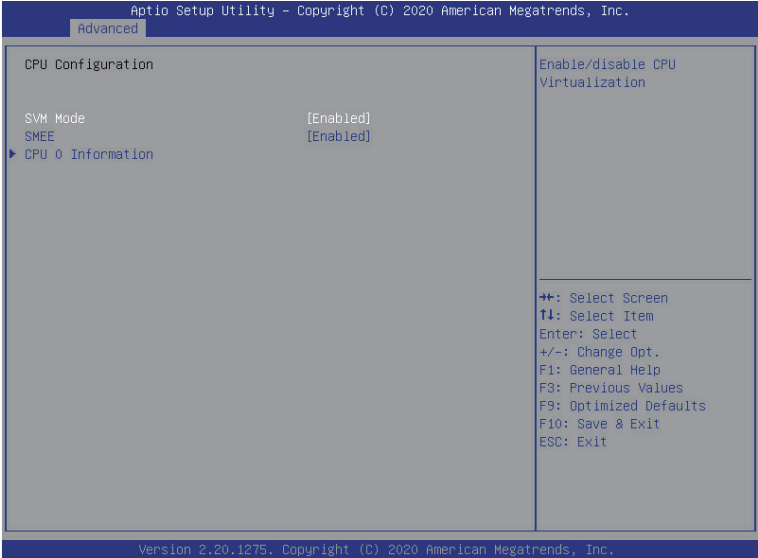 Aptio Setup Utility – Copyright (C) 2020 American Megatrends, Inc.
Advanced
CPU Configuration
SVM Mode [Enabled]
SMEE [Enabled]
CPU 0 Information
Enable/disable CPU
Virtualization
→←: Select Screen
↑↓: Select Item
Enter: Select
+/-: Change Opt.
F1: General Help
F3: Previous Values
F9: Optimized Defaults
F10: Save & Exit
ESC: Exit
Version 2.20.1275. Copyright (C) 2020 American Megatrends, Inc.